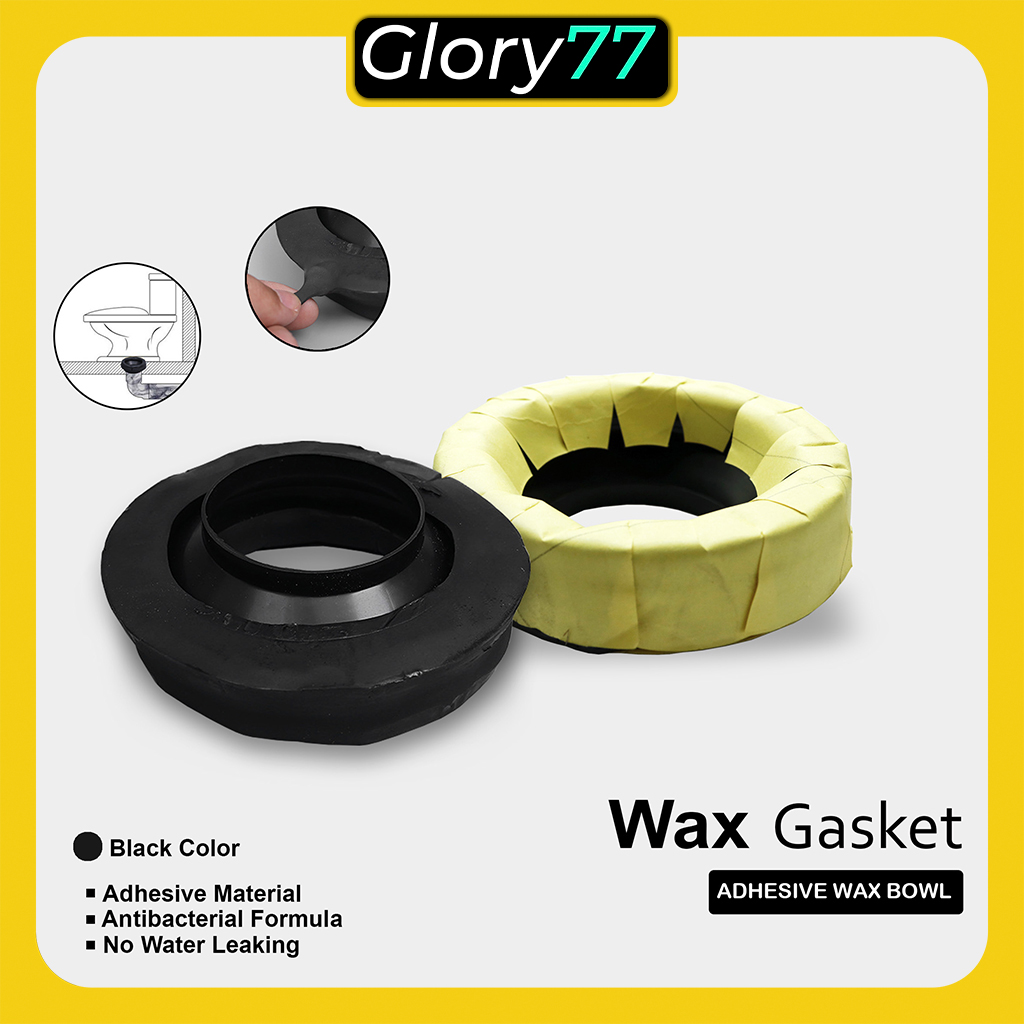 Glory77
Wax Gasket
ADHESIVE WAX BOWL
Black Color
▪ Adhesive Material
▪ Antibacterial Formula
▪ No Water Leaking